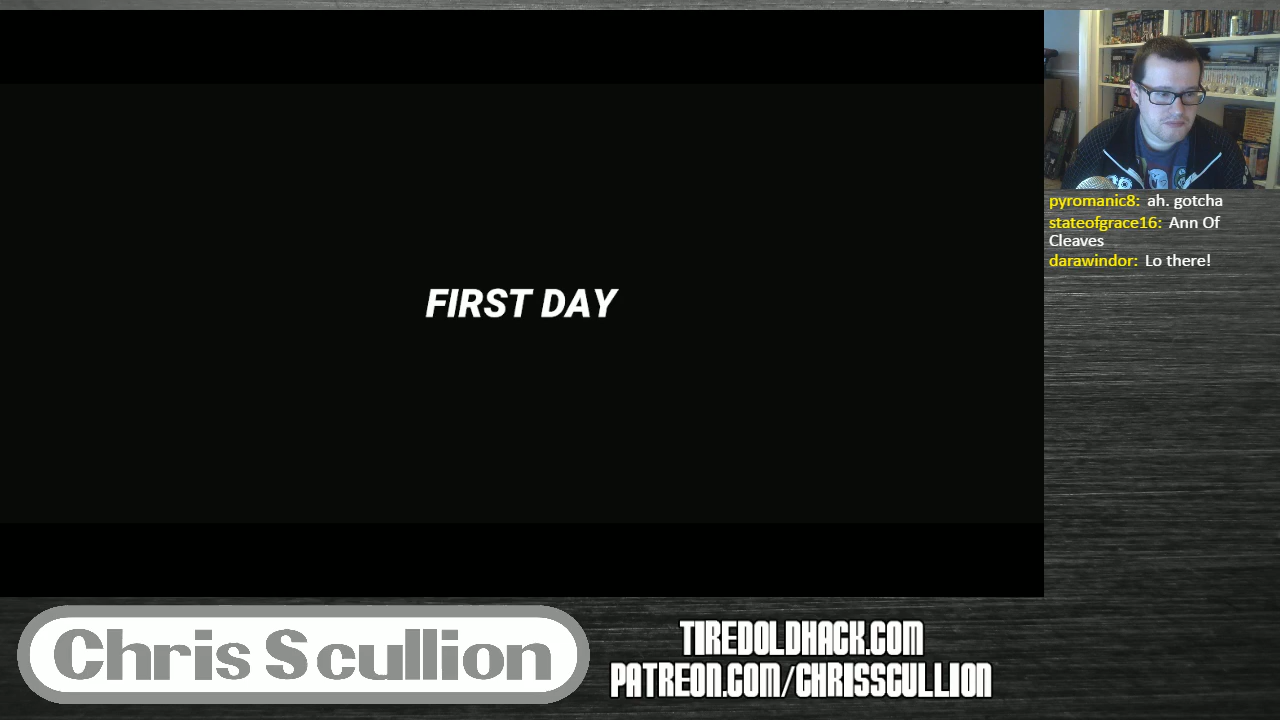 FIRST DAY
pyromanic8: ah. gotcha
stateofgrace16: Ann Of
Cleaves
darawindor: Lo there!
Chris Scullion
TIREDOLDHACK.COM
PATREON.COM/CHRISSCULLION